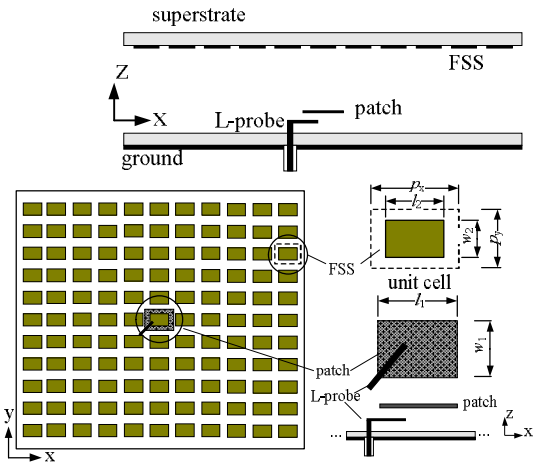 superstrate
FSS
Z
X
L-probe
patch
ground
px
l2
w2
py
FSS
unit cell
l1
w1
patch
L-probe
patch
y
x
...
...
z
x